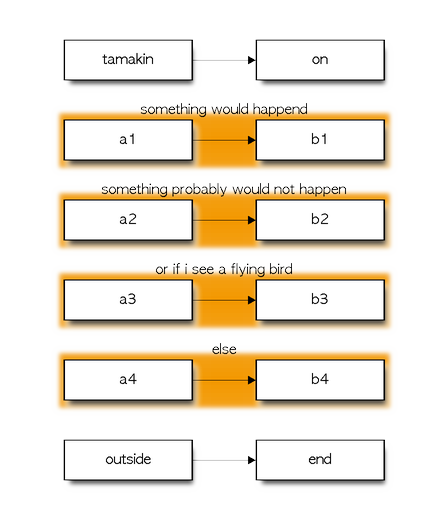 tamakin on
something would happend
a1 b1
something probably would not happen
a2 b2
or if i see a flying bird
a3 b3
else
a4 b4
outside end